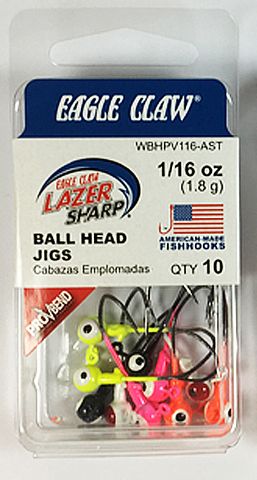 EAGLE CLAW®
WBHPV116-AST
1/16 oz
(1.8 g)
EAGLE CLAW
LAZER
SHARP®
AMERICAN-MADE
FISHHOOKS
BALL HEAD
JIGS
Cabazas Emplomadas
QTY 10
PRO-V BEND